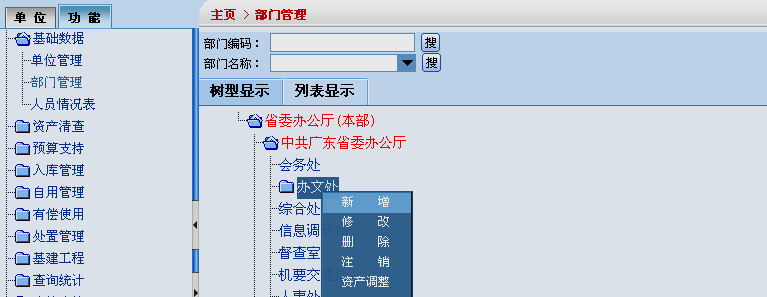 单 位 功 能
基础数据
单位管理
部门管理
人员情况表
资产清查
预算支持
入库管理
自用管理
有偿使用
处置管理
基建工程
查询统计
主页 > 部门管理
部门编码： 搜
部门名称： 搜
树型显示 列表显示
省委办公厅(本部)
中共广东省委办公厅
会务处
办文处
综合处
信息调
督查室
机要交通
人事处
新 增
修 改
删 除
注 销
资产调整